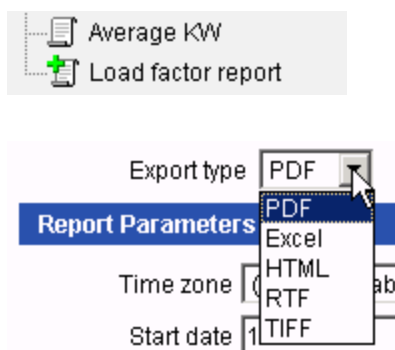 Average KW
Load factor report
Export type PDF
PDF
Report Parameters
Excel
HTML
Time zone (
RTF
Start date 1
TIFF